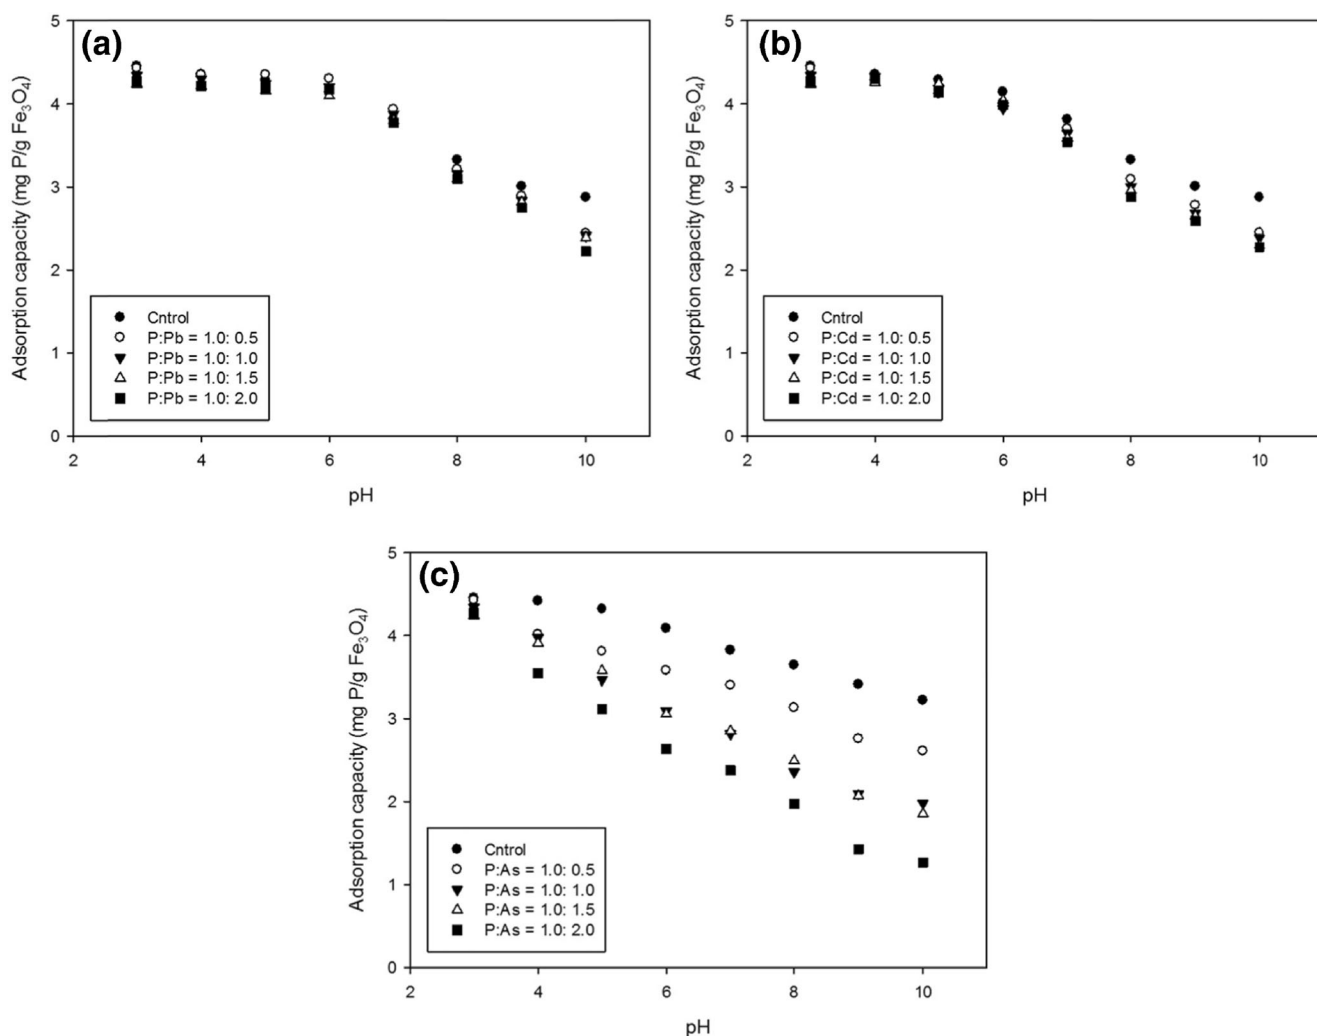 (a)
5
4
3
2
1
0
Adsorption capacity (mg P/g Fe₃O₄)
Cntrol
P:Pb = 1.0: 0.5
P:Pb = 1.0: 1.0
P:Pb = 1.0: 1.5
P:Pb = 1.0: 2.0
2 4 6 8 10
pH
(b)
5
4
3
2
1
0
Adsorption capacity (mg P/g Fe₃O₄)
Cntrol
P:Cd = 1.0: 0.5
P:Cd = 1.0: 1.0
P:Cd = 1.0: 1.5
P:Cd = 1.0: 2.0
2 4 6 8 10
pH
(c)
5
4
3
2
1
0
Adsorption capacity (mg P/g Fe₃O₄)
Cntrol
P:As = 1.0: 0.5
P:As = 1.0: 1.0
P:As = 1.0: 1.5
P:As = 1.0: 2.0
2 4 6 8 10
pH